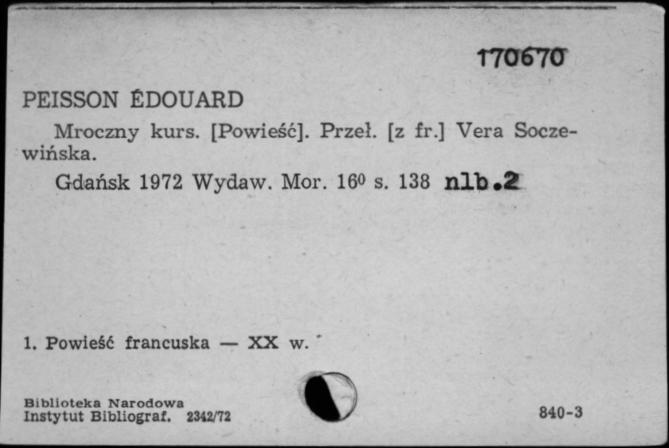 170670
PEISSON ÉDOUARD
Mroczny kurs. [Powieść]. Przeł. [z fr.] Vera Socze-
wińska.
Gdańsk 1972 Wydaw. Mor. 16⁰ s. 138 nlb.2
1. Powieść francuska — XX w.
Biblioteka Narodowa
Instytut Bibliograf. 2342/72
840-3